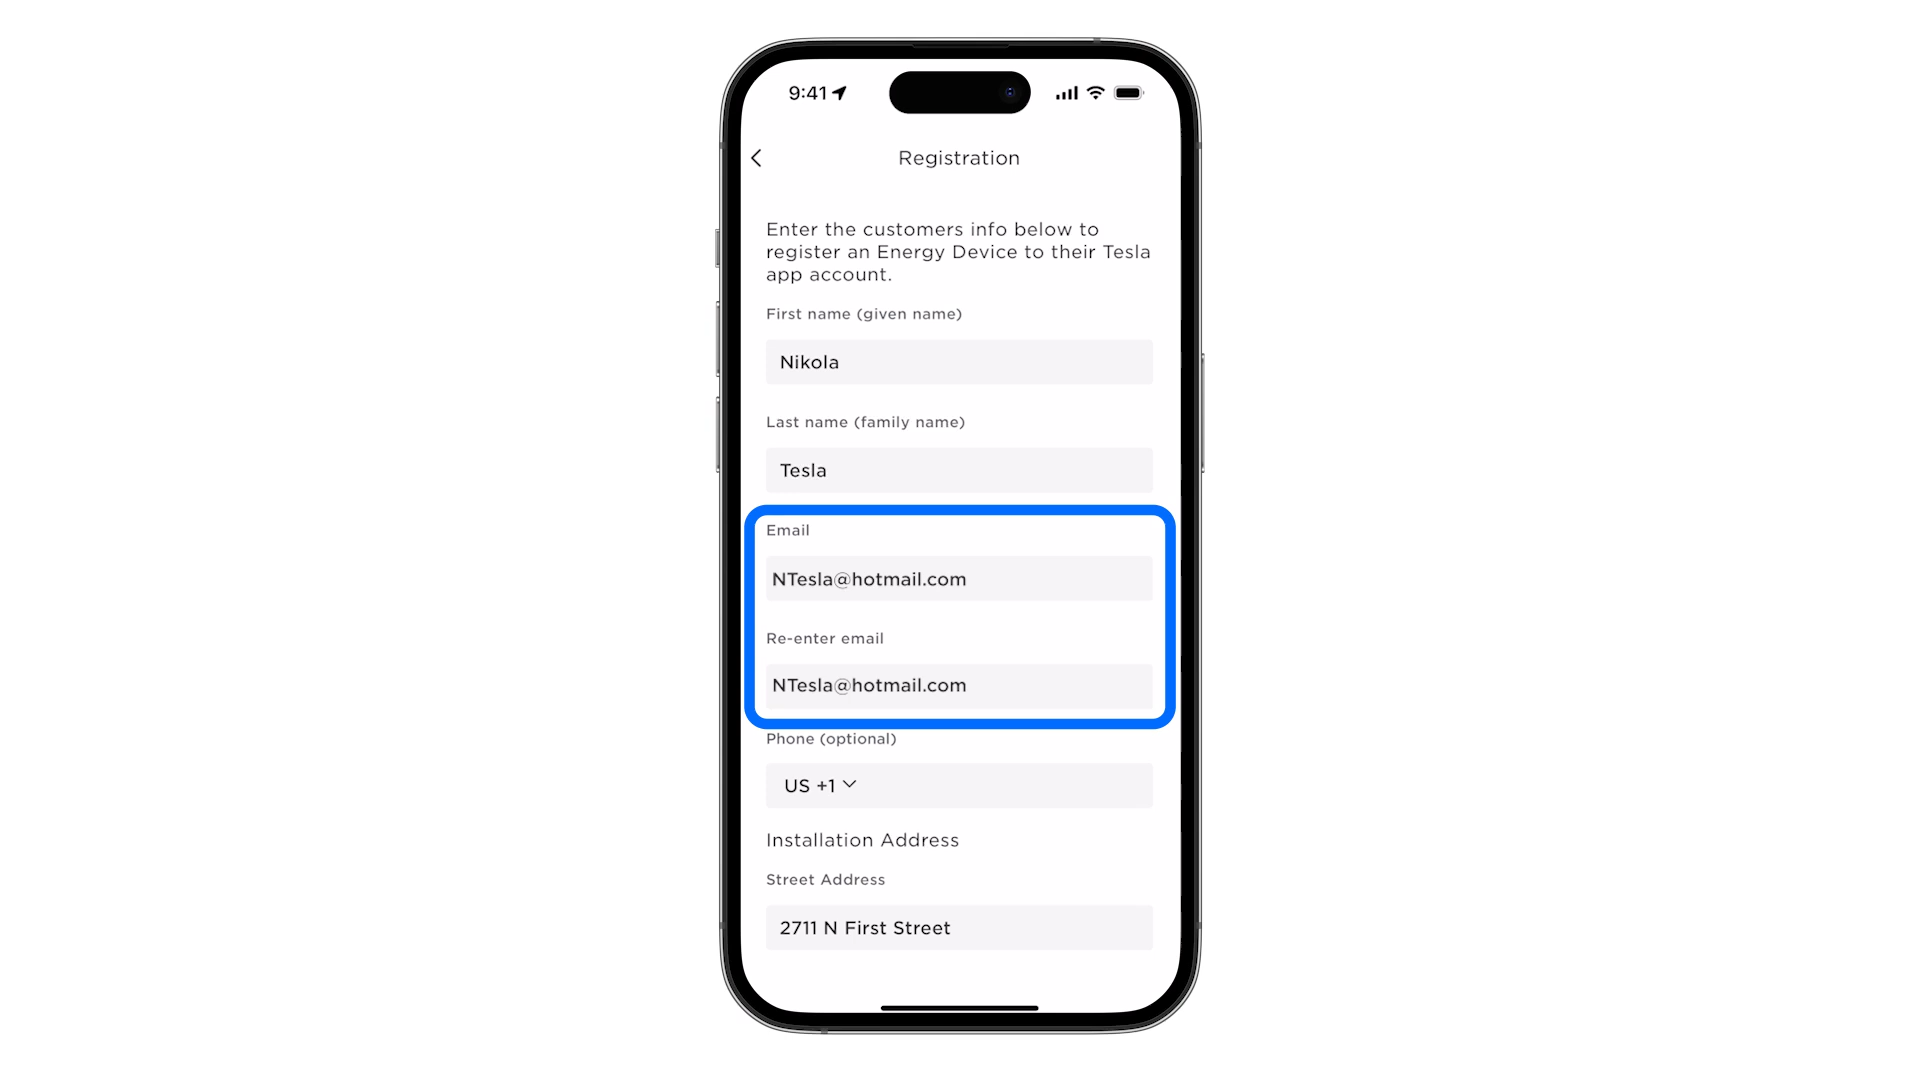 9:41
Registration
Enter the customers info below to
register an Energy Device to their Tesla
app account.
First name (given name)
Nikola
Last name (family name)
Tesla
Email
NTesla@hotmail.com
Re-enter email
NTesla@hotmail.com
Phone (optional)
US +1
Installation Address
Street Address
2711 N First Street